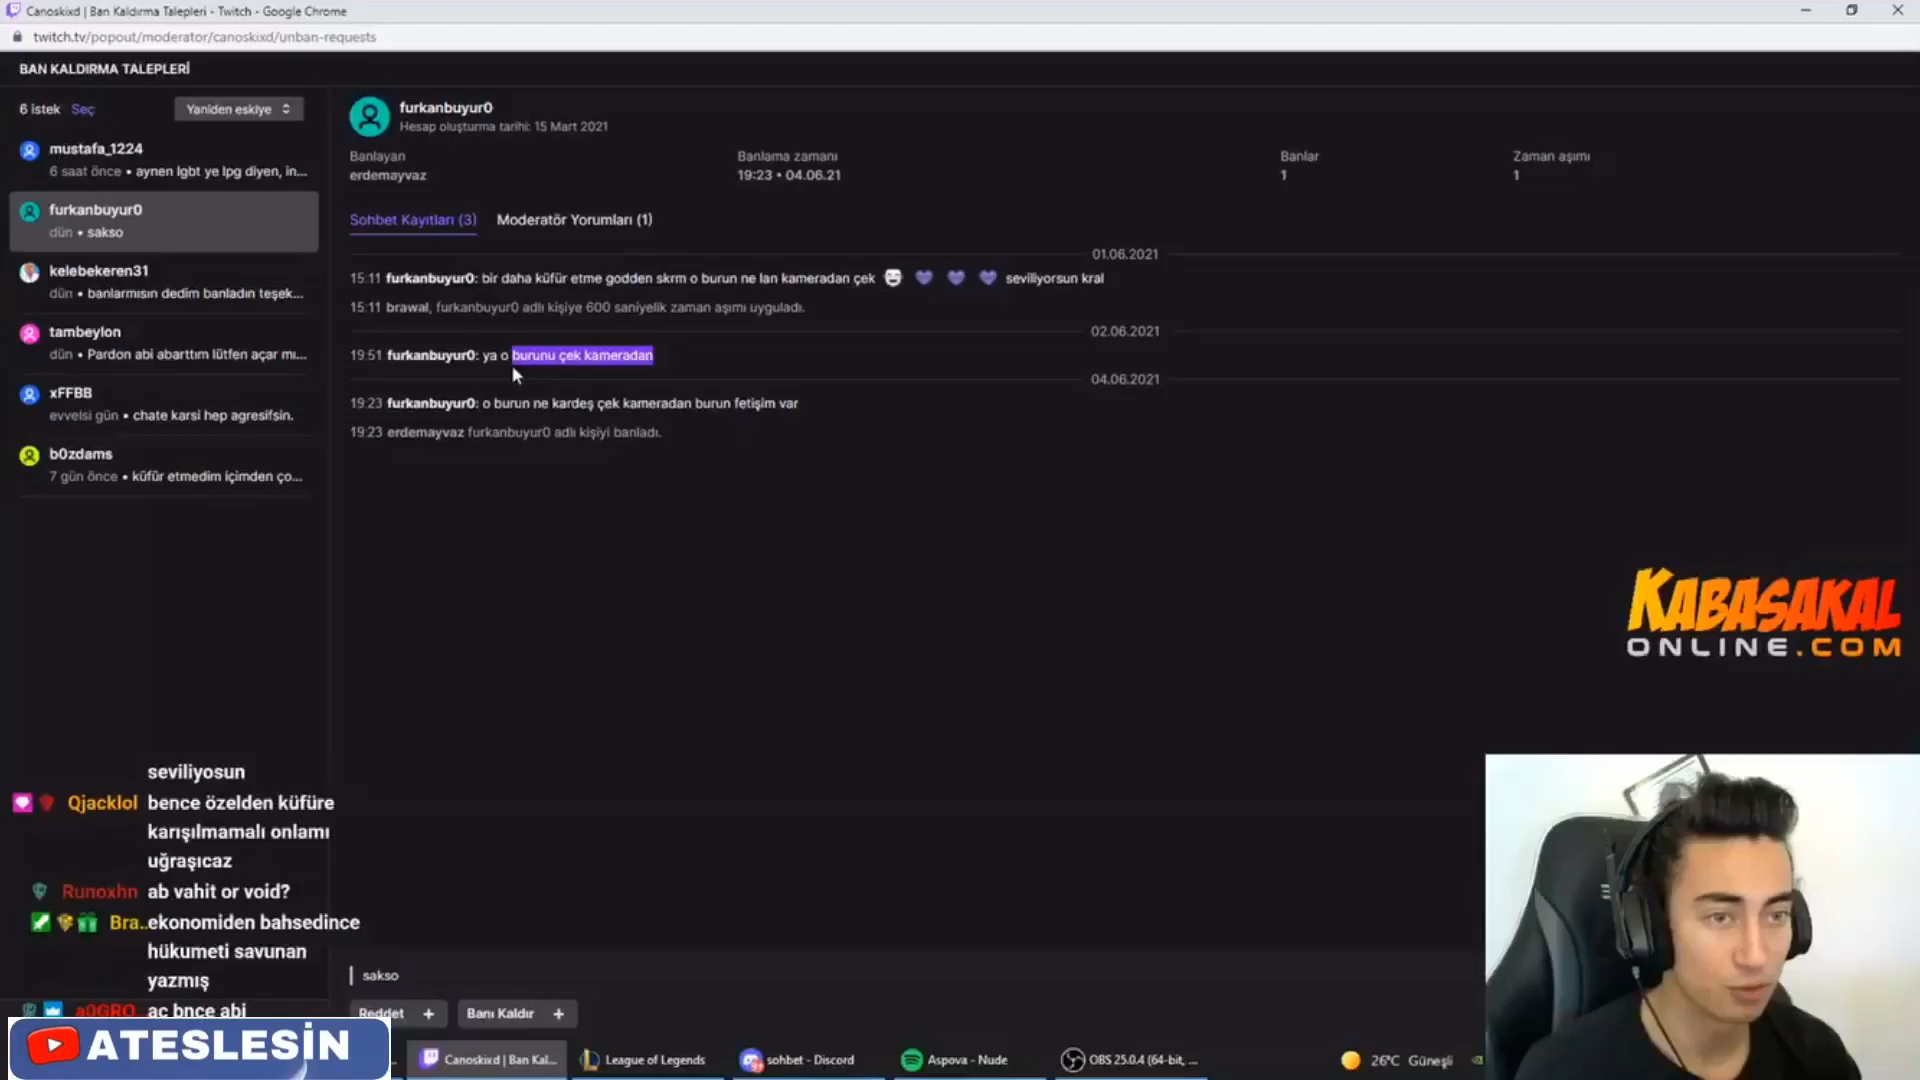 Canoskixd | Ban Kaldırma Talepleri - Twitch - Google Chrome
twitch.tv/popout/moderator/canoskixd/unban-requests
BAN KALDIRMA TALEPLERİ
6 istek Seç Yeniden eskiye
mustafa_1224
6 saat önce • aynen lgbt ye lpg diyen, in...
furkanbuyur0
dün • sakso
kelebekeren31
dün • banlarmısın dedim banladın teşek...
tambeylon
dün • Pardon abi abarttım lütfen açar mı...
xFFBB
evvelsi gün • chate karsi hep agresifsin.
b0zdams
7 gün önce • küfür etmedim içimden ço...
furkanbuyur0
Hesap oluşturma tarihi: 15 Mart 2021
Banlayan Banlama zamanı Banlar Zaman aşımı
erdemayvaz 19:23 • 04.06.21 1 1
Sohbet Kayıtları (3) Moderatör Yorumları (1)
01.06.2021
15:11 furkanbuyur0: bir daha küfür etme godden skrm o burun ne lan kameradan çek seviliyorsun kral
15:11 brawal, furkanbuyur0 adlı kişiye 600 saniyelik zaman aşımı uyguladı.
02.06.2021
19:51 furkanbuyur0: ya o burunu çek kameradan
04.06.2021
19:23 furkanbuyur0: o burun ne kardeş çek kameradan burun fetişim var
19:23 erdemayvaz furkanbuyur0 adlı kişiyi banladı.
KABASAKAL
ONLINE.COM
seviliyosun
Qjacklol bence özelden küfüre
karışılmamalı onlamı
uğraşıcaz
Runoxhn ab vahit or void?
Bra.. ekonomiden bahsedince
hükumeti savunan
yazmış
a0GRO aç bnce abi
sakso
Reddet + Banı Kaldır +
ATESLESİN
Canoskixd | Ban Kal... League of Legends sohbet - Discord Aspova - Nude OBS 25.0.4 (64-bit, ... 26°C Güneşli